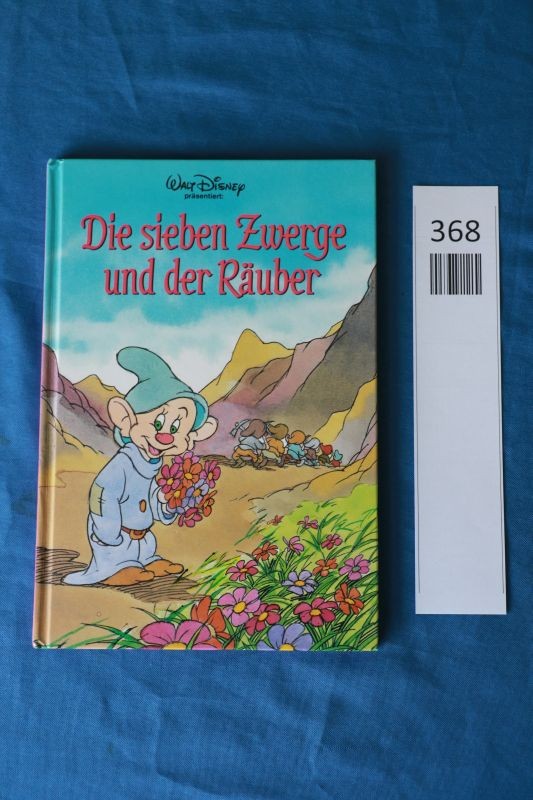 WALT DISNEY
präsentiert:
Die sieben Zwerge
und der Räuber
368